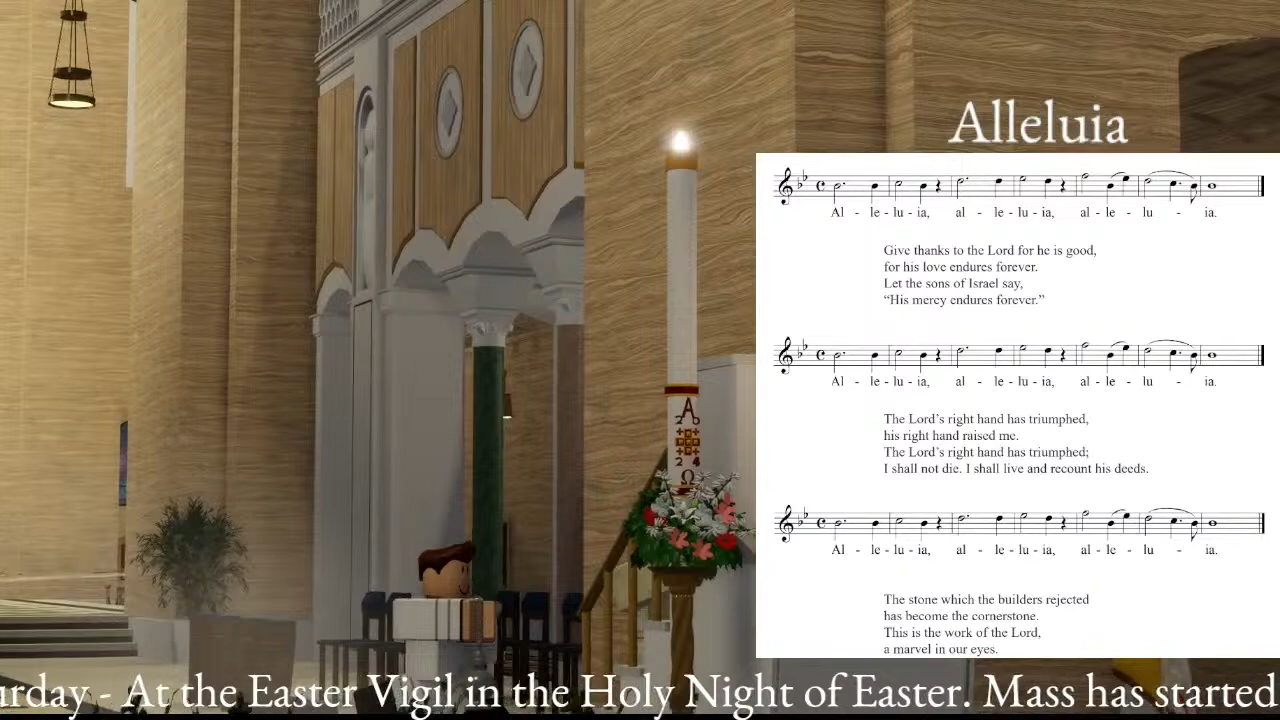 Alleluia
Al - le - lu - ia, al - le - lu - ia, al - le - lu - ia.
Give thanks to the Lord for he is good,
for his love endures forever.
Let the sons of Israel say,
“His mercy endures forever.”
Al - le - lu - ia, al - le - lu - ia, al - le - lu - ia.
The Lord’s right hand has triumphed,
his right hand raised me.
The Lord’s right hand has triumphed;
I shall not die. I shall live and recount his deeds.
Al - le - lu - ia, al - le - lu - ia, al - le - lu - ia.
The stone which the builders rejected
has become the cornerstone.
This is the work of the Lord,
a marvel in our eyes.
Α
2 0
2 4
Ω
urday - At the Easter Vigil in the Holy Night of Easter. Mass has started